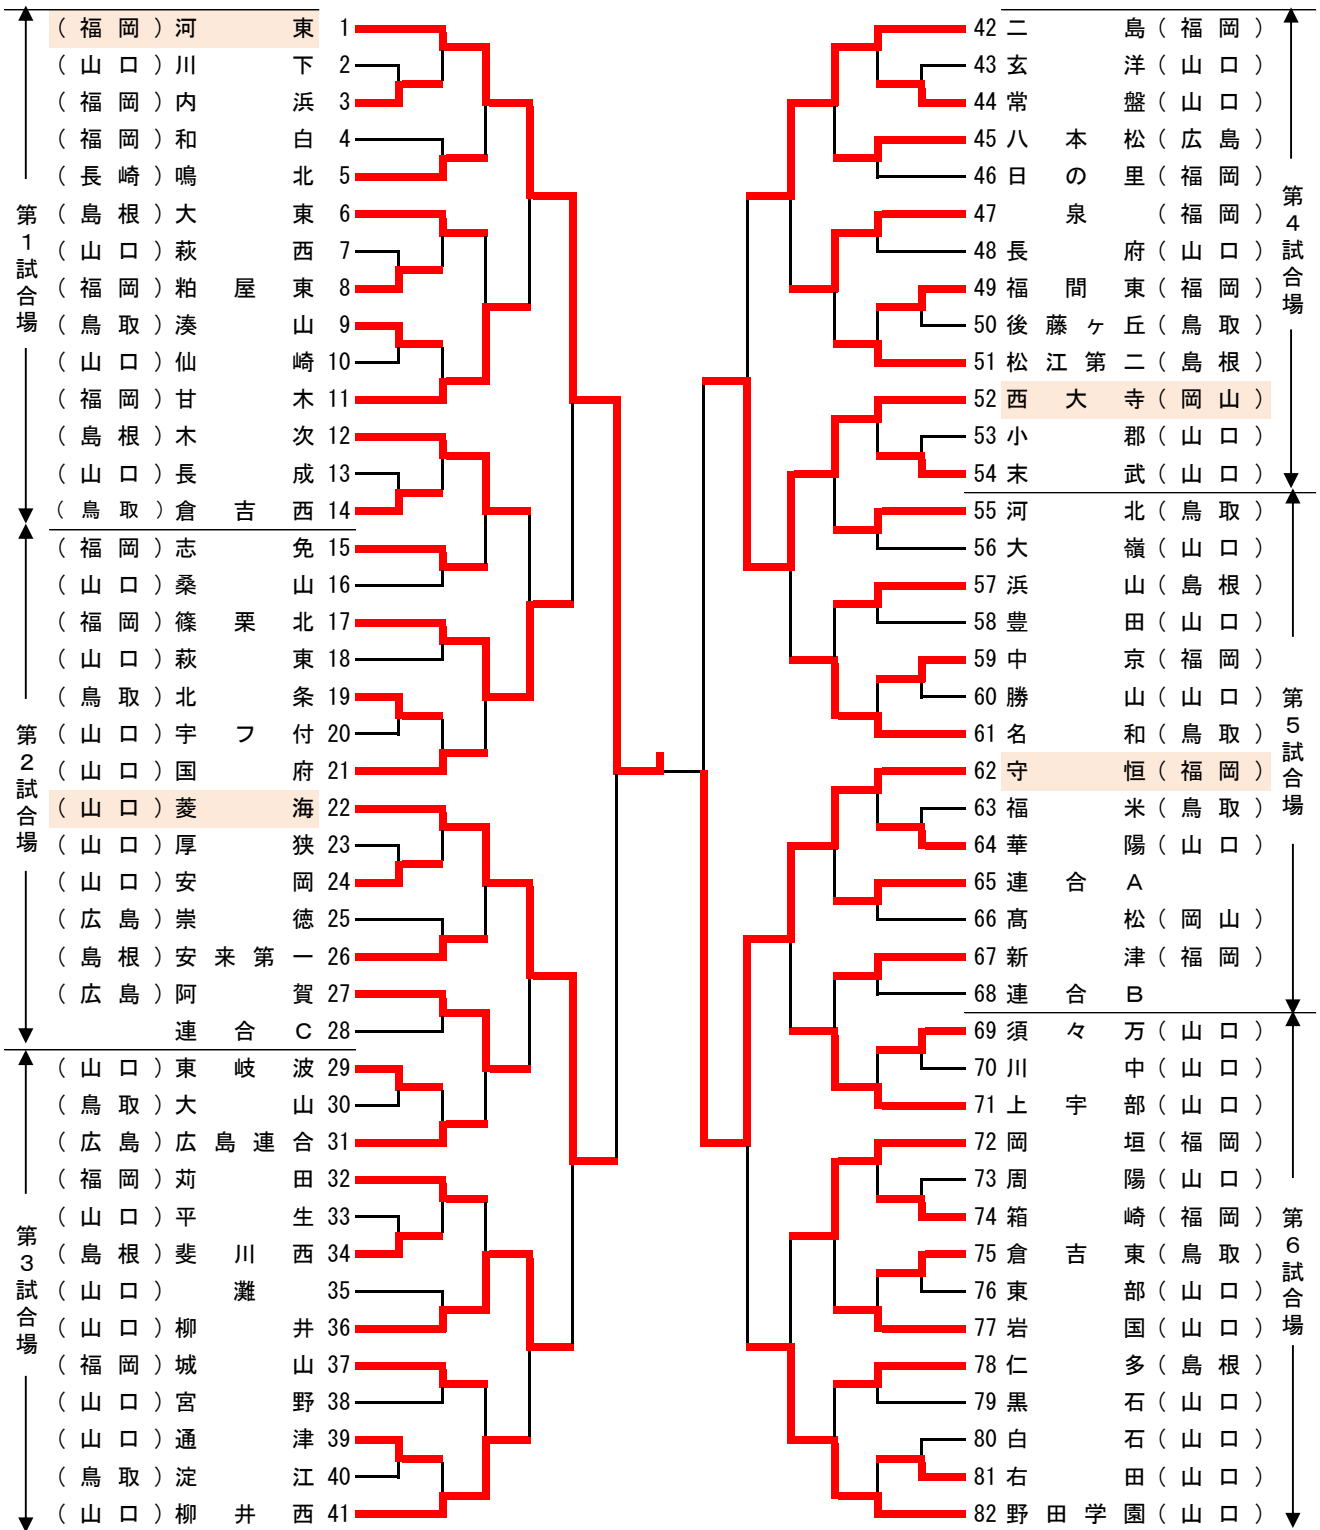 第1試合場
(福岡)河東 1
(山口)川下 2
(福岡)内浜 3
(福岡)和白 4
(長崎)鳴北 5
(島根)大東 6
(山口)萩西 7
(福岡)粕屋東 8
(鳥取)湊山 9
(山口)仙崎 10
(福岡)甘木 11
(島根)木次 12
(山口)長成 13
(鳥取)倉吉西 14
第2試合場
(福岡)志免 15
(山口)桑山 16
(福岡)篠栗北 17
(山口)萩東 18
(鳥取)北条 19
(山口)宇フ付 20
(山口)国府 21
(山口)菱海 22
(山口)厚狭 23
(山口)安岡 24
(広島)崇徳 25
(島根)安来第一 26
(広島)阿賀 27
連合C 28
第3試合場
(山口)東岐波 29
(鳥取)大山 30
(広島)広島連合 31
(福岡)苅田 32
(山口)平生 33
(島根)斐川西 34
(山口)灘 35
(山口)柳井 36
(福岡)城山 37
(山口)宮野 38
(山口)通津 39
(鳥取)淀江 40
(山口)柳井西 41
第4試合場
42 二島(福岡)
43 玄洋(山口)
44 常盤(山口)
45 八本松(広島)
46 日の里(福岡)
47 泉(福岡)
48 長府(山口)
49 福間東(福岡)
50 後藤ヶ丘(鳥取)
51 松江第二(島根)
52 西大寺(岡山)
53 小郡(山口)
54 末武(山口)
第5試合場
55 河北(鳥取)
56 大嶺(山口)
57 浜山(島根)
58 豊田(山口)
59 中京(福岡)
60 勝山(山口)
61 名和(鳥取)
62 守恒(福岡)
63 福米(鳥取)
64 華陽(山口)
65 連合A
66 髙松(岡山)
67 新津(福岡)
68 連合B
第6試合場
69 須々万(山口)
70 川中(山口)
71 上宇部(山口)
72 岡垣(福岡)
73 周陽(山口)
74 箱崎(福岡)
75 倉吉東(鳥取)
76 東部(山口)
77 岩国(山口)
78 仁多(島根)
79 黒石(山口)
80 白石(山口)
81 右田(山口)
82 野田学園(山口)